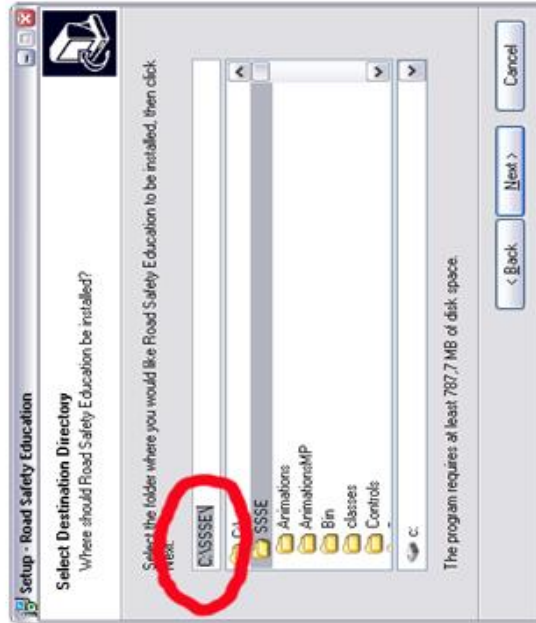 Setup - Road Safety Education
Select Destination Directory
Where should Road Safety Education be installed?
Select the folder where you would like Road Safety Education to be installed, then click
Next.
C:\SSSE\
C:\
SSSE
Animations
AnimationsMP
Bin
classes
Controls
c:
The program requires at least 787,7 MB of disk space.
< Back
Next >
Cancel